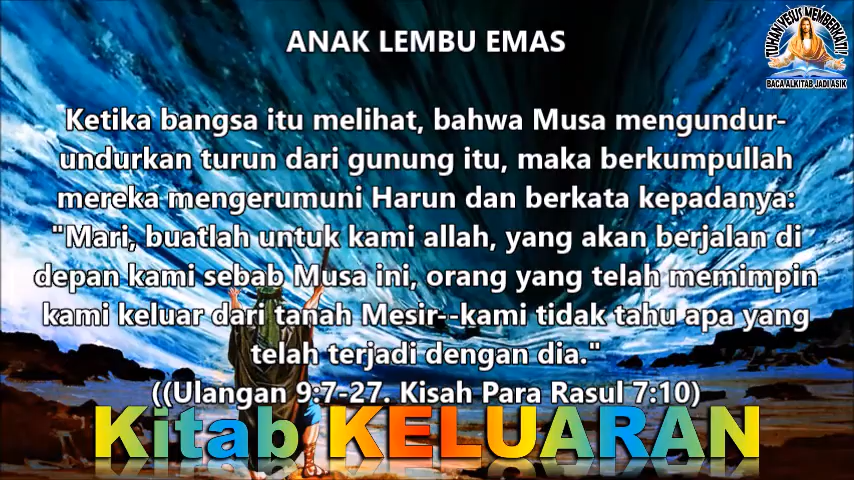 ANAK LEMBU EMAS
TUHAN YESUS MEMBERKATI!
BACA ALKITAB JADI ASIK
Ketika bangsa itu melihat, bahwa Musa mengundur-
undurkan turun dari gunung itu, maka berkumpullah
mereka mengerumuni Harun dan berkata kepadanya:
"Mari, buatlah untuk kami allah, yang akan berjalan di
depan kami sebab Musa ini, orang yang telah memimpin
kami keluar dari tanah Mesir--kami tidak tahu apa yang
telah terjadi dengan dia."
((Ulangan 9:7-27. Kisah Para Rasul 7:10)
Kitab KELUARAN